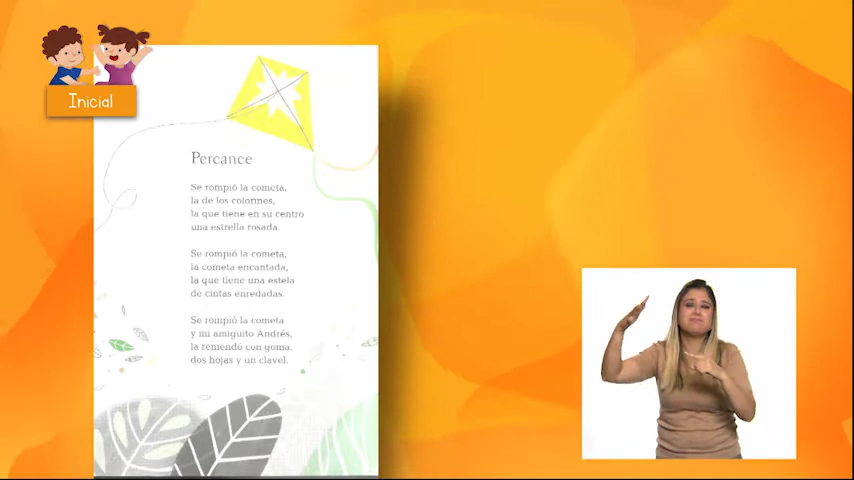 Inicial
Percance
Se rompió la cometa,
la de los colorines,
la que tiene en su centro
una estrella rosada.
Se rompió la cometa,
la cometa encantada,
la que tiene una estela
de cintas enredadas.
Se rompió la cometa
y mi amiguito Andrés,
la remendó con goma,
dos hojas y un clavel.